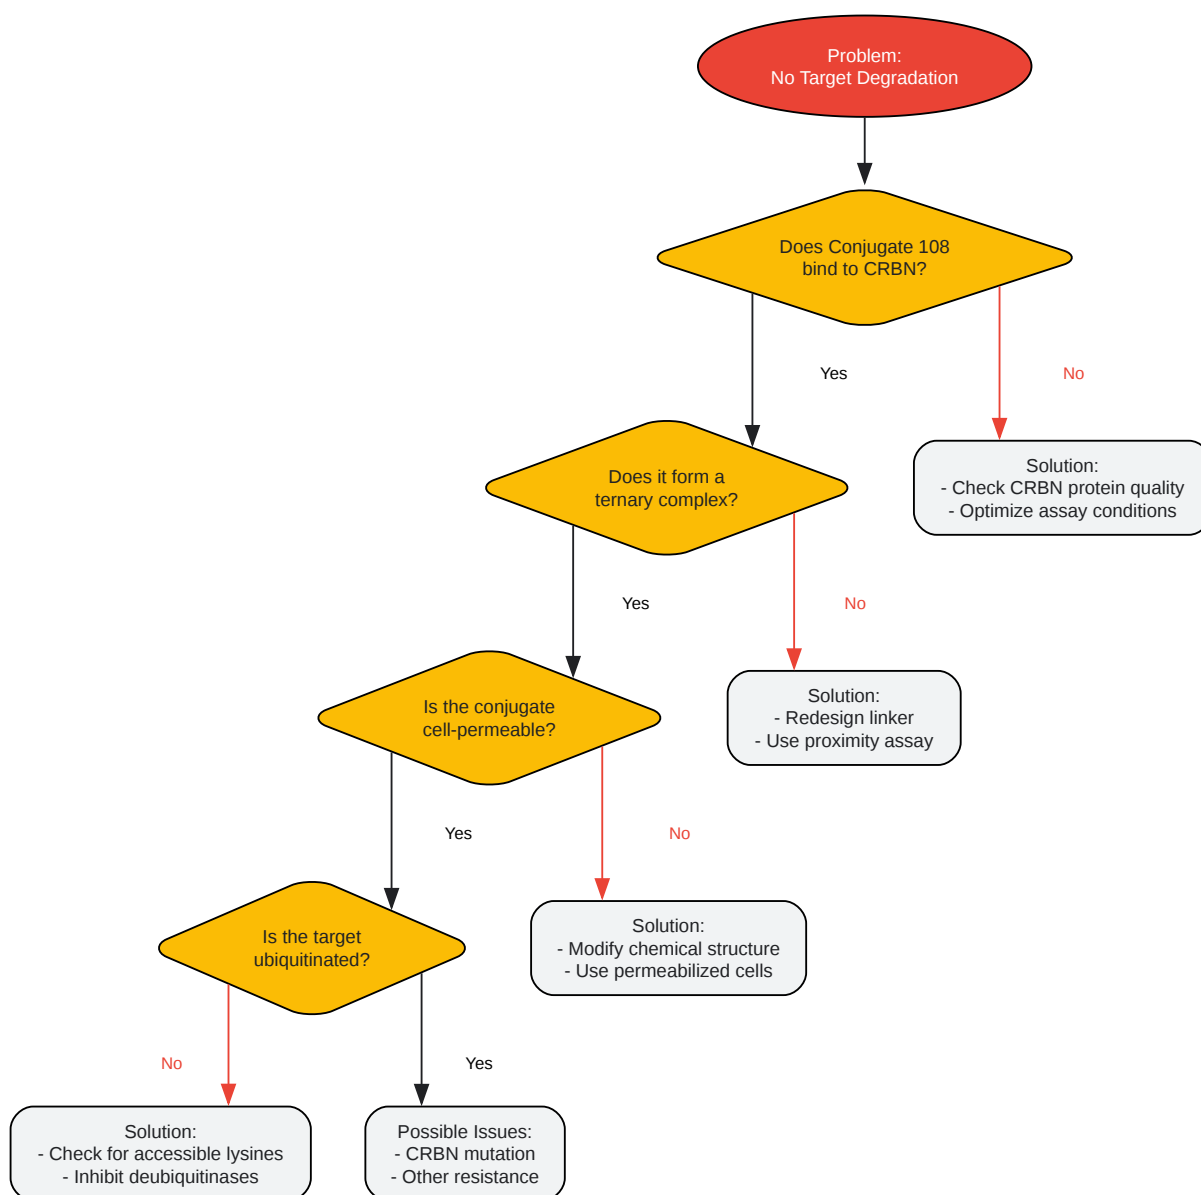 Problem:
No Target Degradation
Does Conjugate 108
bind to CRBN?
Yes
No
Solution:
- Check CRBN protein quality
- Optimize assay conditions
Does it form a
ternary complex?
Yes
No
Solution:
- Redesign linker
- Use proximity assay
Is the conjugate
cell-permeable?
Yes
No
Solution:
- Modify chemical structure
- Use permeabilized cells
Is the target
ubiquitinated?
No
Yes
Solution:
- Check for accessible lysines
- Inhibit deubiquitinases
Possible Issues:
- CRBN mutation
- Other resistance